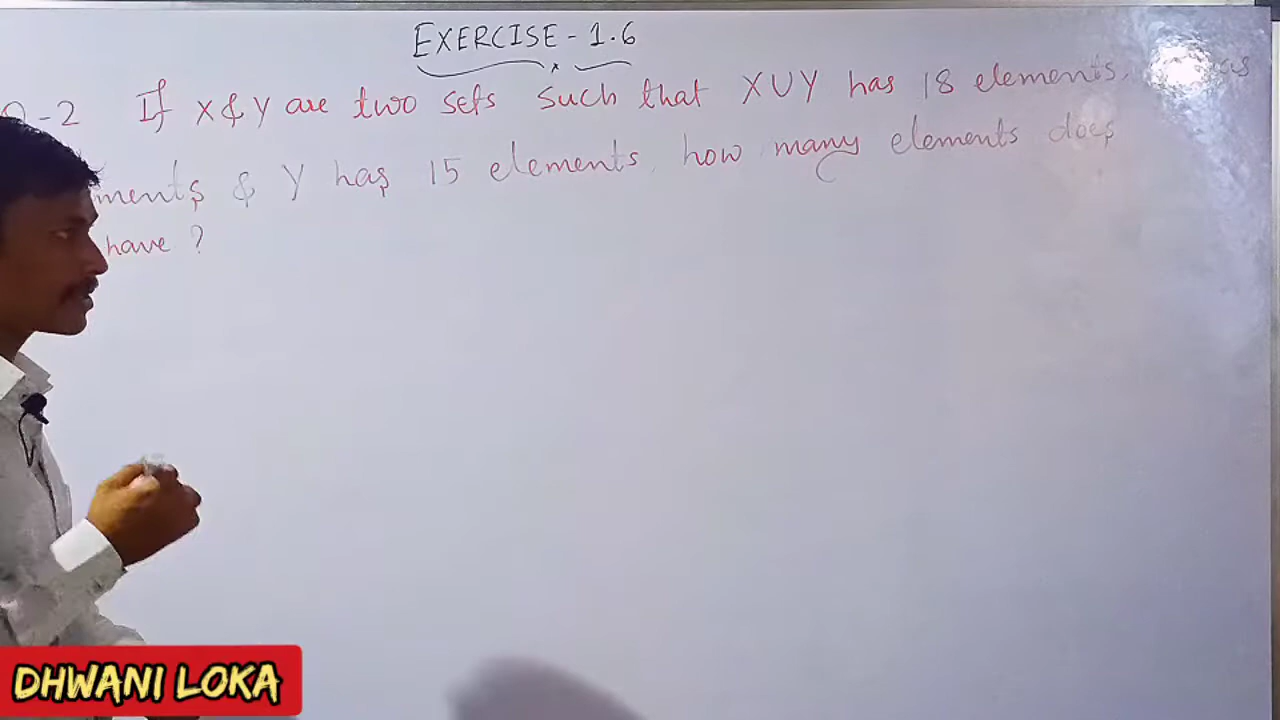 EXERCISE - 1.6
Q-2 If X & Y are two sets such that X∪Y has 18 elements,
ments & Y has 15 elements, how many elements does
have ?
DHWANI LOKA